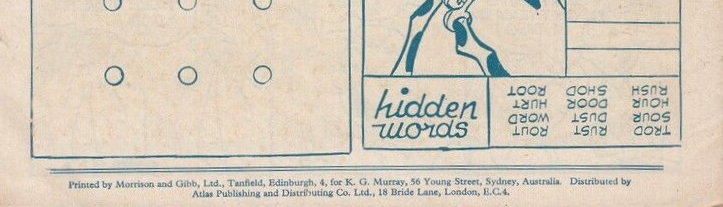 hidden
words
TROD RUST ROUT
SOUR DUST WORD
HOUR DOOR HURT
RUSH SHOD ROOT
Printed by Morrison and Gibb, Ltd., Tanfield, Edinburgh, 4, for K. G. Murray, 56 Young Street, Sydney, Australia. Distributed by
Atlas Publishing and Distributing Co. Ltd., 18 Bride Lane, London, E.C.4.